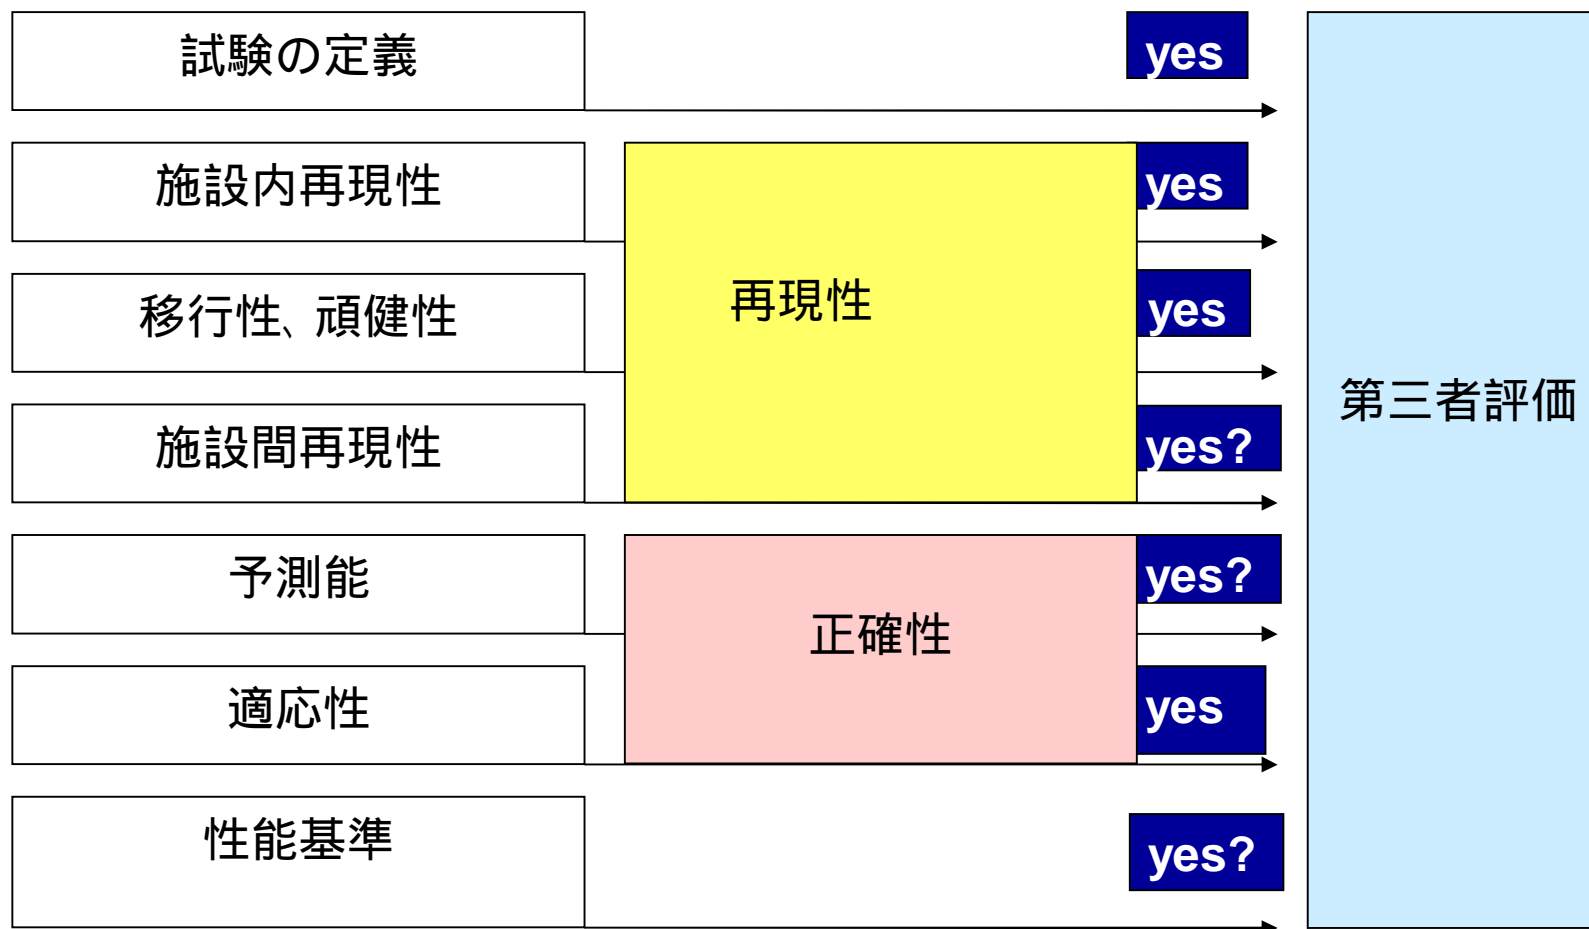 試験の定義
yes
施設内再現性
yes
移行性、頑健性
再現性
yes
施設間再現性
yes?
予測能
yes?
正確性
適応性
yes
性能基準
yes?
第三者評価